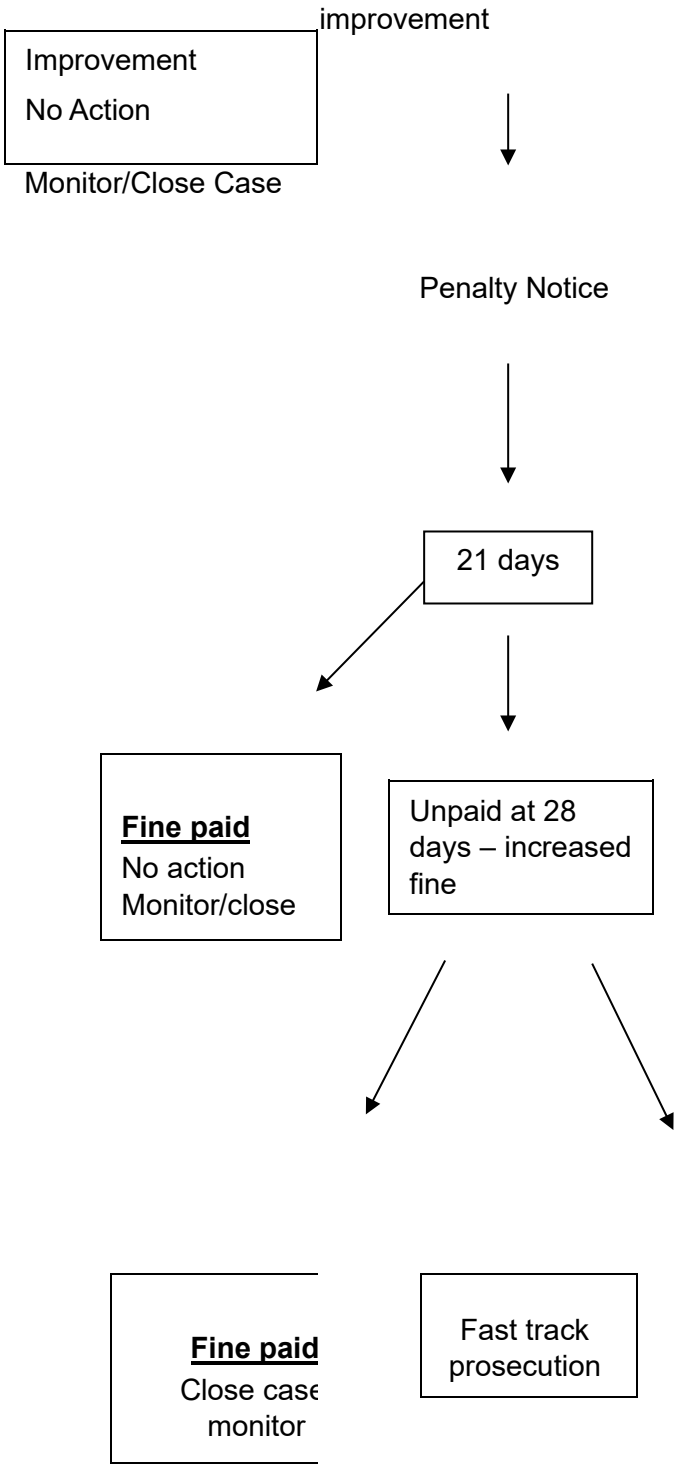 improvement
Improvement
No Action
Monitor/Close Case
Penalty Notice
21 days
Fine paid
No action
Monitor/close
Unpaid at 28
days – increased
fine
Fine paid
Close case
monitor
Fast track
prosecution